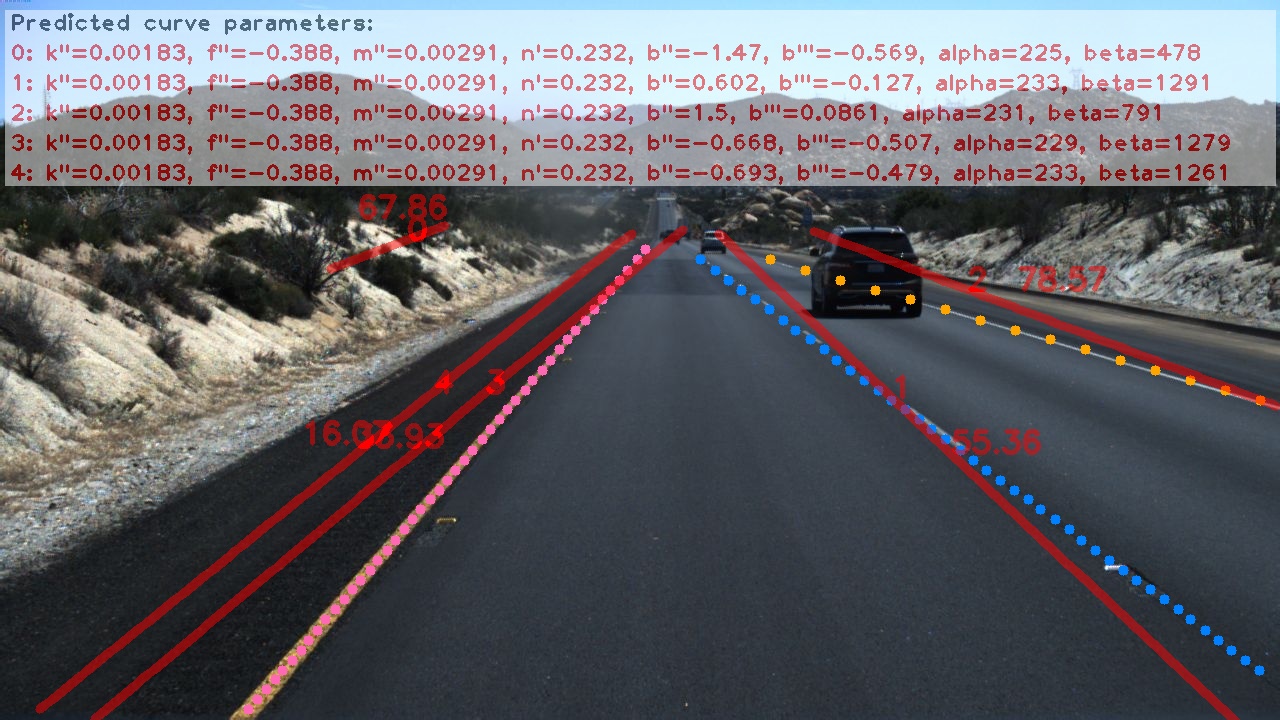 Predicted curve parameters:
0: k''=0.00183, f''=-0.388, m''=0.00291, n'=0.232, b''=-1.47, b'''=-0.569, alpha=225, beta=478
1: k''=0.00183, f''=-0.388, m''=0.00291, n'=0.232, b''=0.602, b'''=-0.127, alpha=233, beta=1291
2: k''=0.00183, f''=-0.388, m''=0.00291, n'=0.232, b''=1.5, b'''=0.0861, alpha=231, beta=791
3: k''=0.00183, f''=-0.388, m''=0.00291, n'=0.232, b''=-0.668, b'''=-0.507, alpha=229, beta=1279
4: k''=0.00183, f''=-0.388, m''=0.00291, n'=0.232, b''=-0.693, b'''=-0.479, alpha=233, beta=1261
67.86
0
2 78.57
4 3 1
55.36